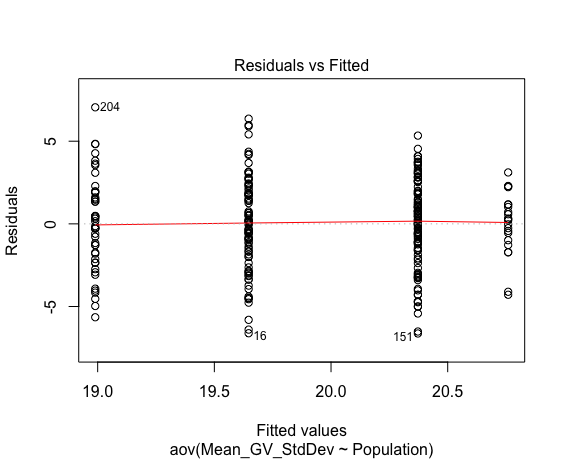 Residuals vs Fitted
204
5
0
-5
Residuals
16
151
19.0 19.5 20.0 20.5
Fitted values
aov(Mean_GV_StdDev ~ Population)